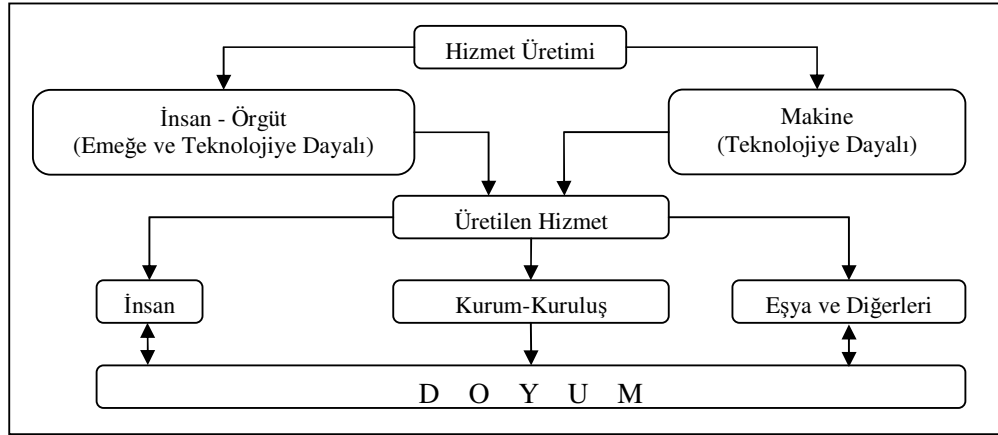 Hizmet Üretimi
İnsan - Örgüt
(Emeğe ve Teknolojiye Dayalı)
Makine
(Teknolojiye Dayalı)
Üretilen Hizmet
İnsan
Kurum-Kuruluş
Eşya ve Diğerleri
D O Y U M